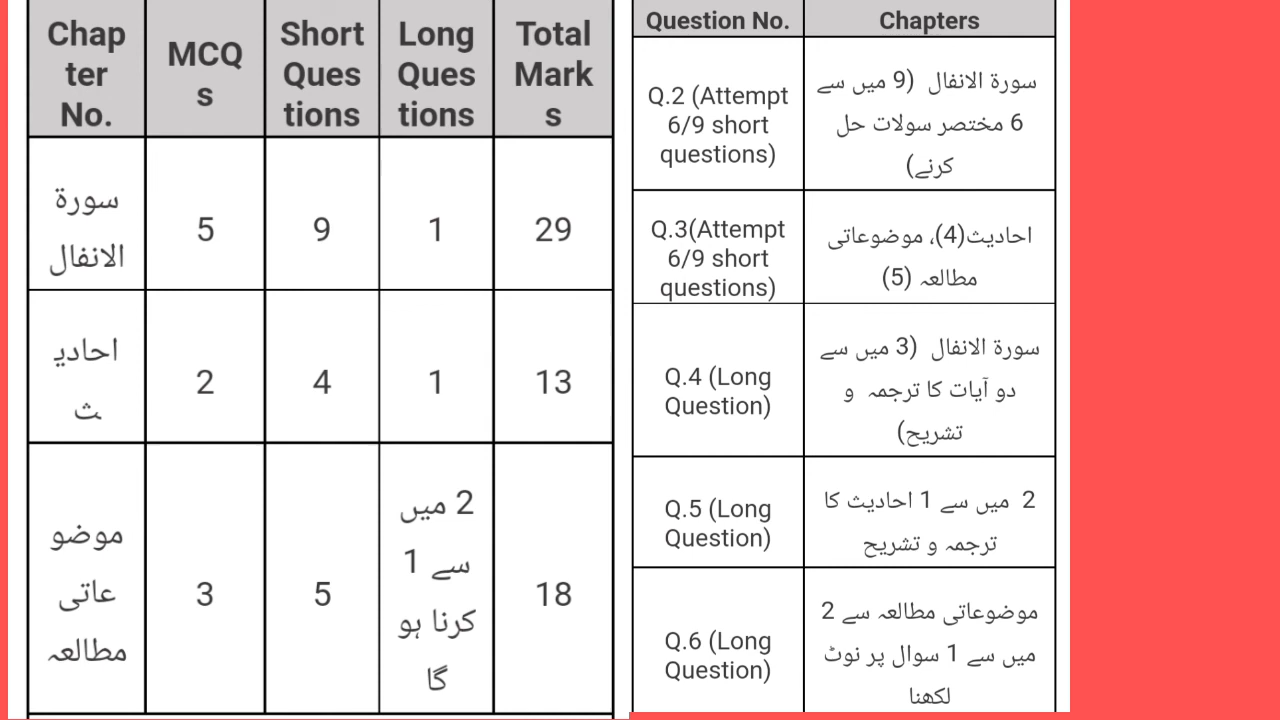 Chap
ter
No.
MCQ
s
Short
Ques
tions
Long
Ques
tions
Total
Mark
s
سورۃ
الانفال
5
9
1
29
احادیـ
ـث
2
4
1
13
موضو
عاتی
مطالعہ
3
5
2 میں
سے 1
کرنا ہو
گا
18
Question No.
Chapters
Q.2 (Attempt
6/9 short
questions)
سورۃ الانفال (9 میں سے
6 مختصر سولات حل
کرنے)
Q.3(Attempt
6/9 short
questions)
احادیث(4)، موضوعاتی
مطالعہ (5)
Q.4 (Long
Question)
سورۃ الانفال (3 میں سے
دو آیات کا ترجمہ و
تشریح)
Q.5 (Long
Question)
2 میں سے 1 احادیث کا
ترجمہ و تشریح
Q.6 (Long
Question)
موضوعاتی مطالعہ سے 2
میں سے 1 سوال پر نوٹ
لکھنا